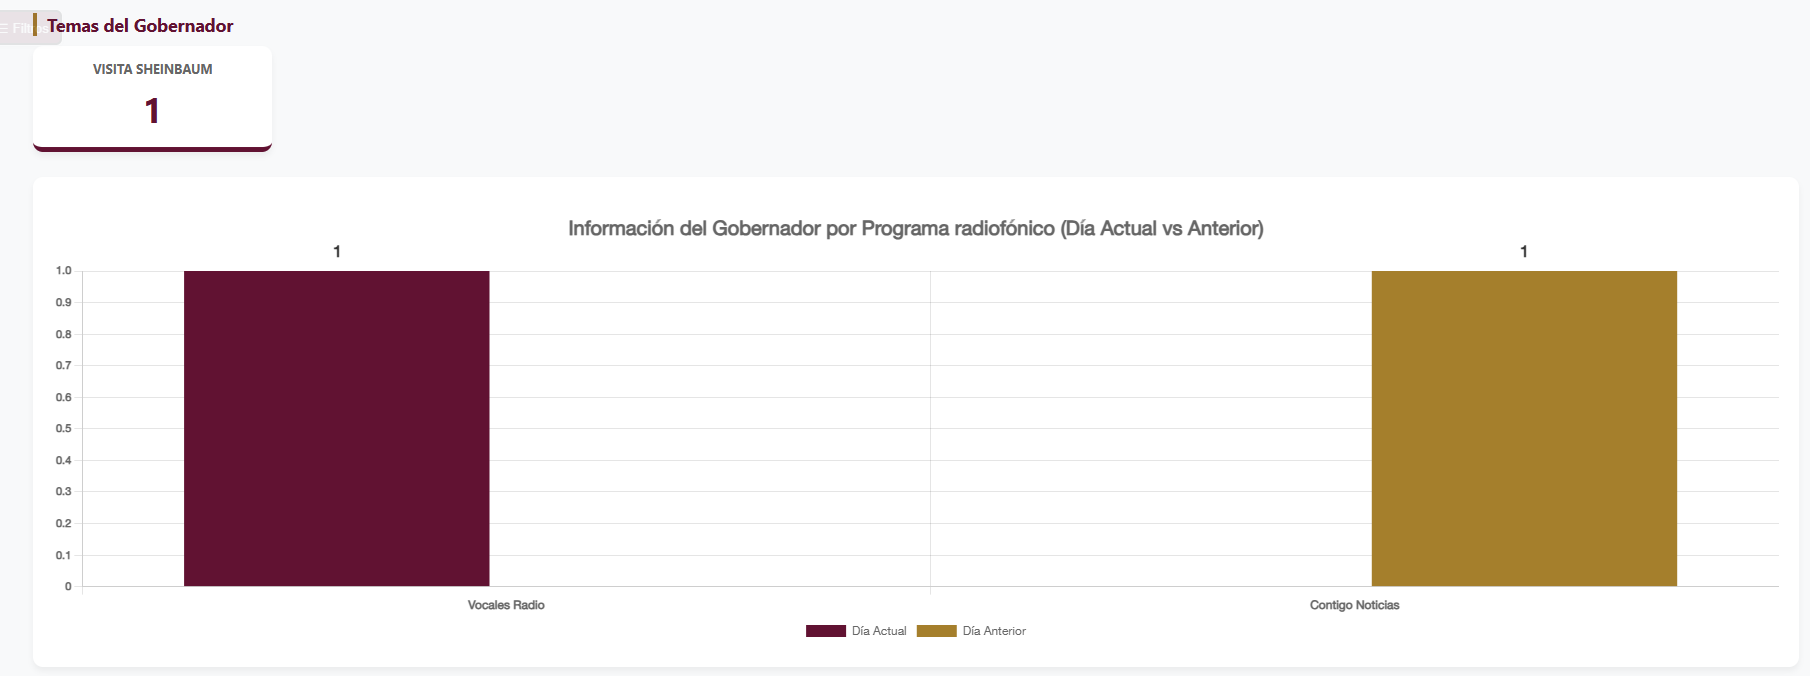 ☰ Filtros
Temas del Gobernador
VISITA SHEINBAUM
1
Información del Gobernador por Programa radiofónico (Día Actual vs Anterior)
1 1
1.0
0.9
0.8
0.7
0.6
0.5
0.4
0.3
0.2
0.1
0
Vocales Radio Contigo Noticias
Día Actual Día Anterior